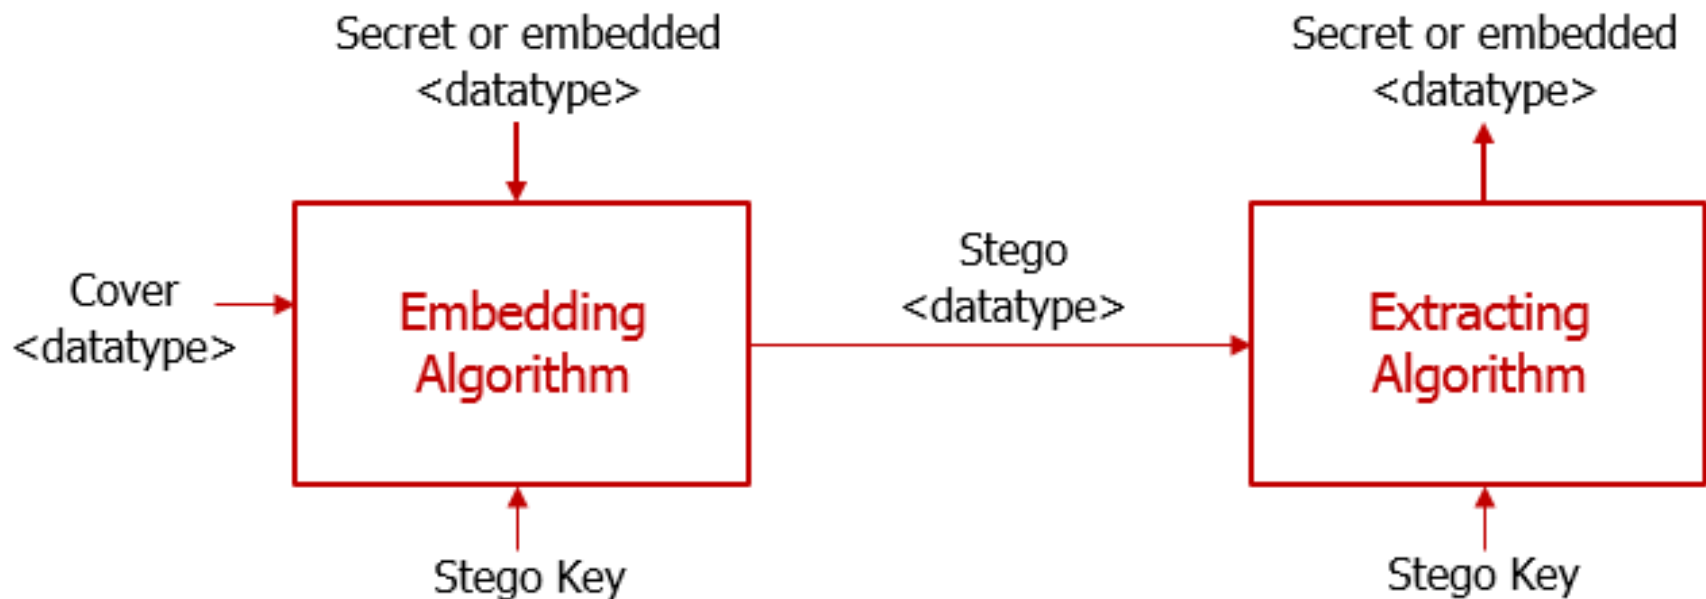 Secret or embedded
<datatype>
Secret or embedded
<datatype>
Cover
<datatype>
Embedding
Algorithm
Stego
<datatype>
Extracting
Algorithm
Stego Key
Stego Key